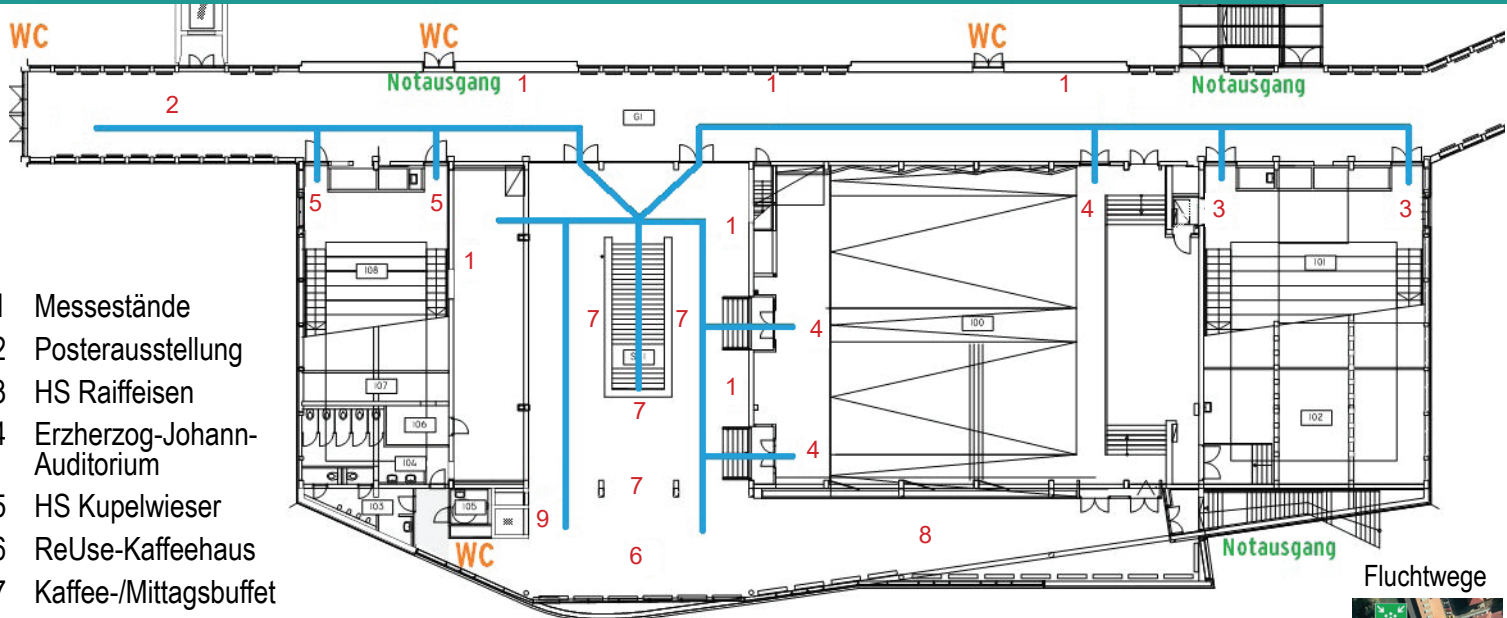 WC
WC
WC
Notausgang
1
1
1
Notausgang
2
G1
5
5
1
4
3
3
1
108
101
7
7
4
100
1
107
7
102
106
4
104
7
103
105
9
8
6
WC
Notausgang
1 Messestände
2 Posterausstellung
3 HS Raiffeisen
4 Erzherzog-Johann-
Auditorium
5 HS Kupelwieser
6 ReUse-Kaffeehaus
7 Kaffee-/Mittagsbuffet
Fluchtwege